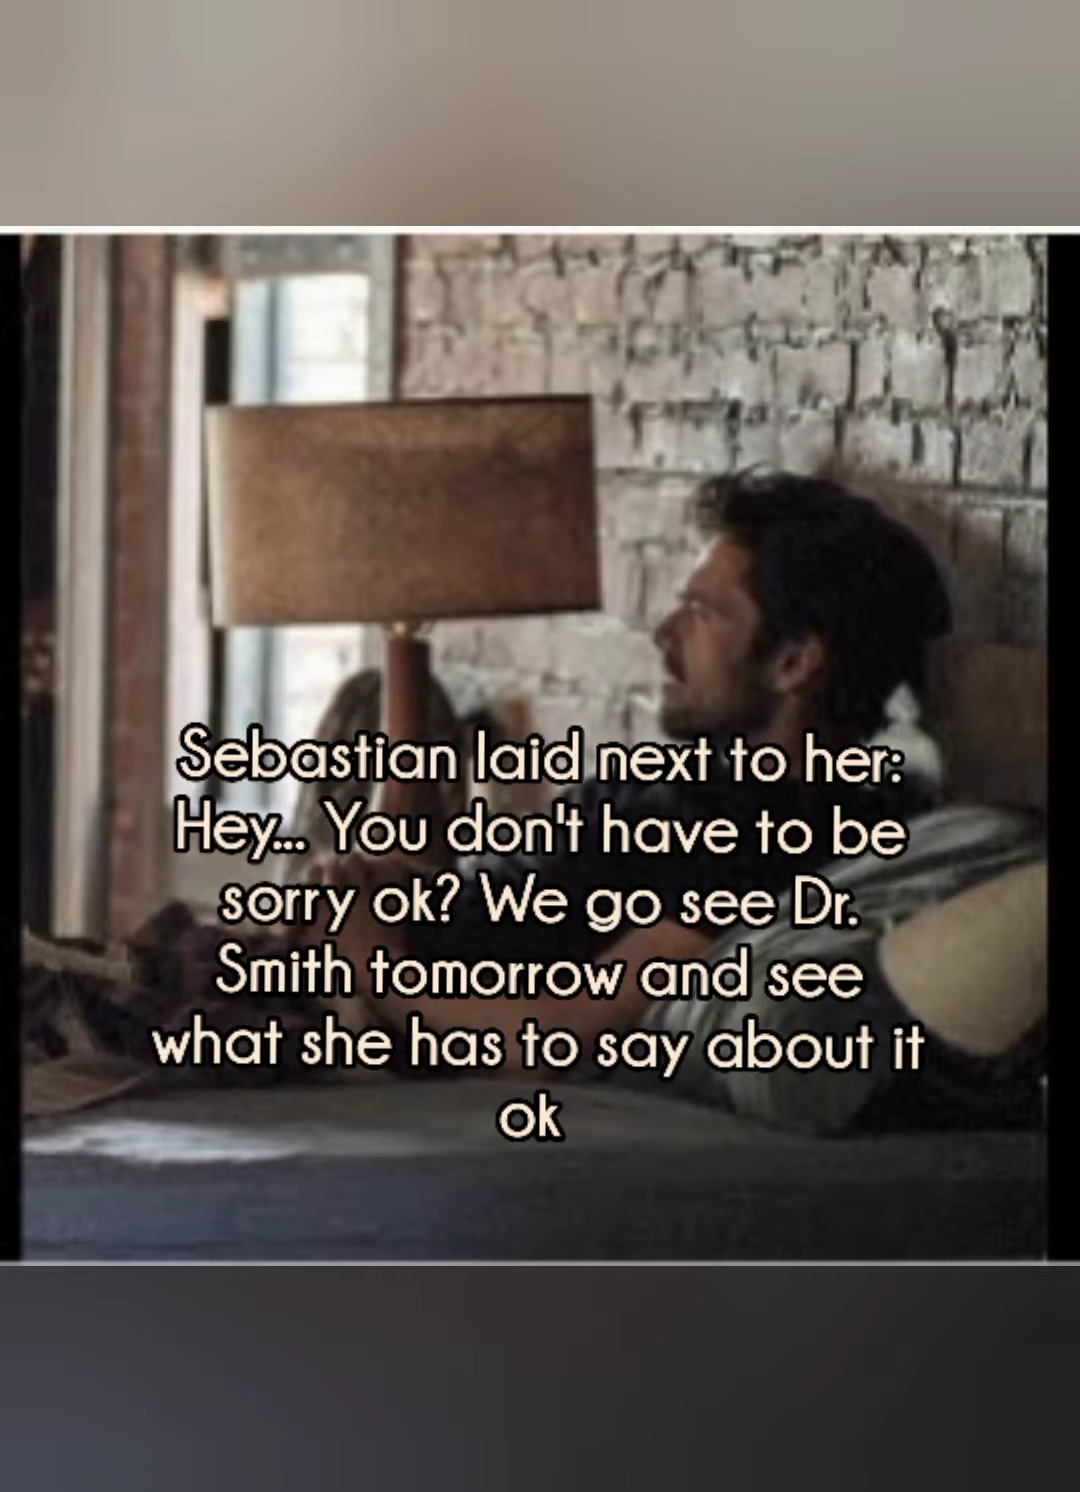 Sebastian laid next to her:
Hey... You don't have to be
sorry ok? We go see Dr.
Smith tomorrow and see
what she has to say about it
ok